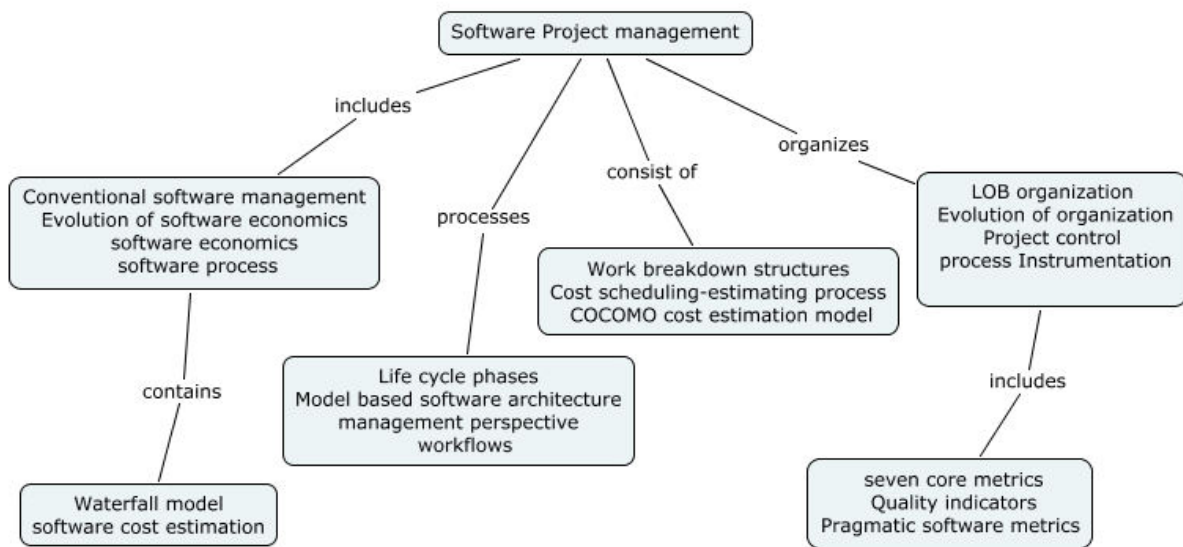 Software Project management
includes
organizes
consist of
processes
Conventional software management
Evolution of software economics
software economics
software process
LOB organization
Evolution of organization
Project control
process Instrumentation
Work breakdown structures
Cost scheduling-estimating process
COCOMO cost estimation model
Life cycle phases
Model based software architecture
management perspective
workflows
contains
includes
Waterfall model
software cost estimation
seven core metrics
Quality indicators
Pragmatic software metrics